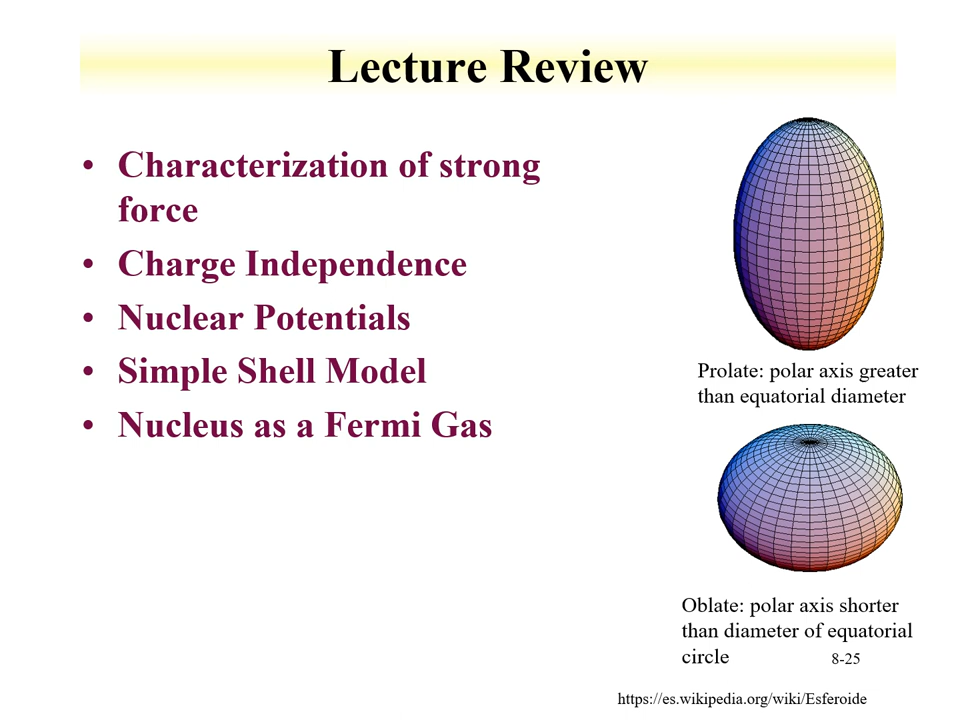 Lecture Review
• Characterization of strong
force
• Charge Independence
• Nuclear Potentials
• Simple Shell Model
• Nucleus as a Fermi Gas
Prolate: polar axis greater
than equatorial diameter
Oblate: polar axis shorter
than diameter of equatorial
circle
8-25
https://es.wikipedia.org/wiki/Esferoide